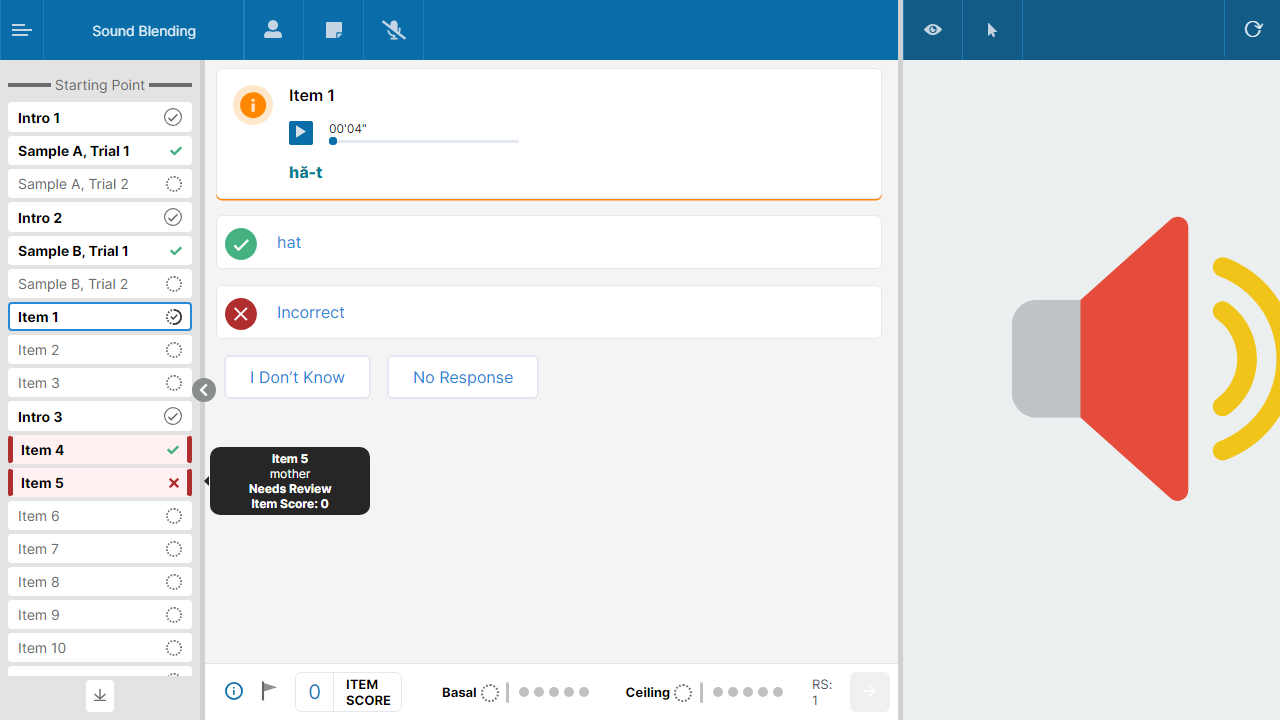 Sound Blending
Starting Point
Intro 1
Sample A, Trial 1
Sample A, Trial 2
Intro 2
Sample B, Trial 1
Sample B, Trial 2
Item 1
Item 2
Item 3
Intro 3
Item 4
Item 5
Item 6
Item 7
Item 8
Item 9
Item 10
Item 1
00'04"
hă-t
hat
Incorrect
I Don’t Know
No Response
Item 5
mother
Needs Review
Item Score: 0
0
ITEM
SCORE
Basal
Ceiling
RS:
1